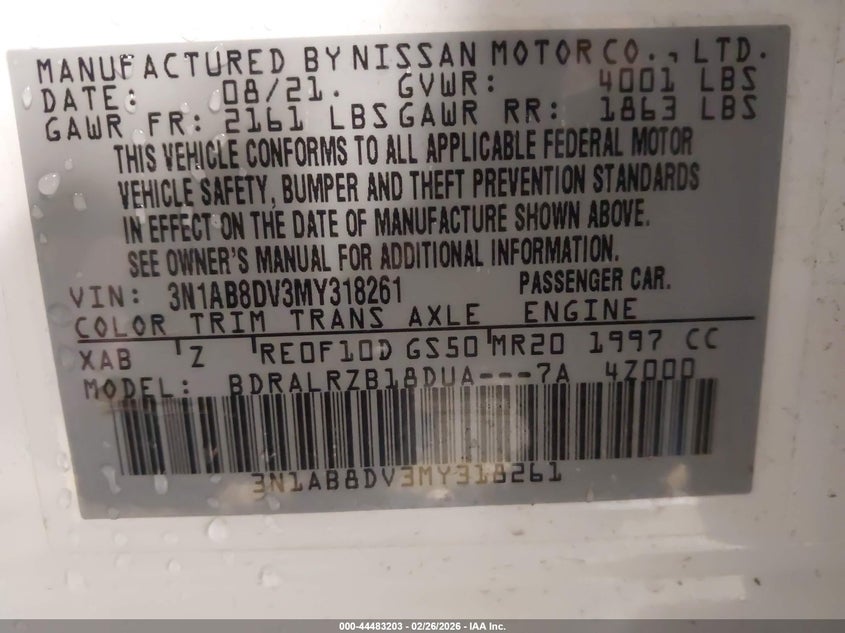 MANUFACTURED BY NISSAN MOTOR CO., LTD.
DATE: 08/21. GVWR: 4001 LBS
GAWR FR: 2161 LBS GAWR RR: 1863 LBS
THIS VEHICLE CONFORMS TO ALL APPLICABLE FEDERAL MOTOR
VEHICLE SAFETY, BUMPER AND THEFT PREVENTION STANDARDS
IN EFFECT ON THE DATE OF MANUFACTURE SHOWN ABOVE.
SEE OWNER'S MANUAL FOR ADDITIONAL INFORMATION.
VIN: 3N1AB8DV3MY318261 PASSENGER CAR.
COLOR TRIM TRANS AXLE ENGINE
XAB Z RE0F10D GS50 MR20 1997 CC
MODEL: BDRALRZB18DUA---7A 4Z000
3N1AB8DV3MY318261
000-44483203 - 02/26/2026 - IAA Inc.